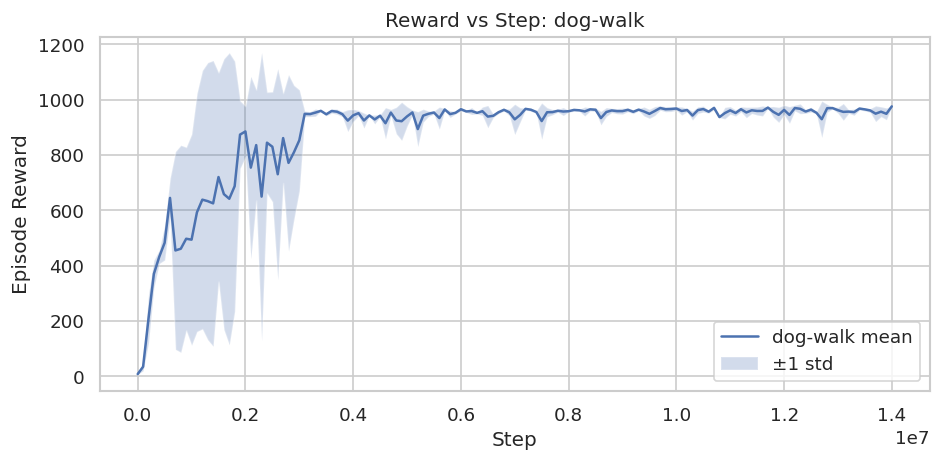 Reward vs Step: dog-walk
1200
1000
800
600
400
200
0
Episode Reward
0.0 0.2 0.4 0.6 0.8 1.0 1.2 1.4
1e7
Step
dog-walk mean
±1 std